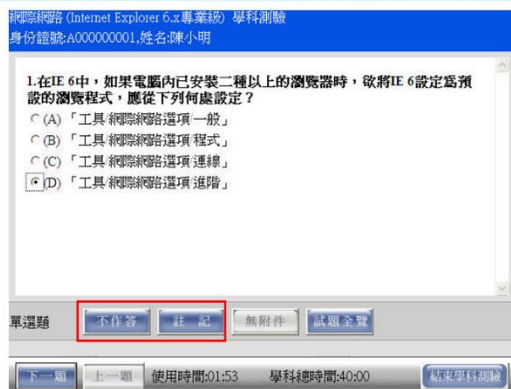 網際網路 (Internet Explorer 6.x專業級) 學科測驗
身份證號:A000000001,姓名:陳小明
1.在IE 6中，如果電腦內已安裝二種以上的瀏覽器時，欲將IE 6設定為預
設的瀏覽程式，應從下列何處設定？
(A) 「工具/網際網路選項/一般」
(B) 「工具/網際網路選項/程式」
(C) 「工具/網際網路選項/連線」
(D) 「工具/網際網路選項/進階」
單選題 不作答 註 記 無附件 試題全覽
下一題 上一題 使用時間:01:53 學科總時間:40:00 結束學科測驗